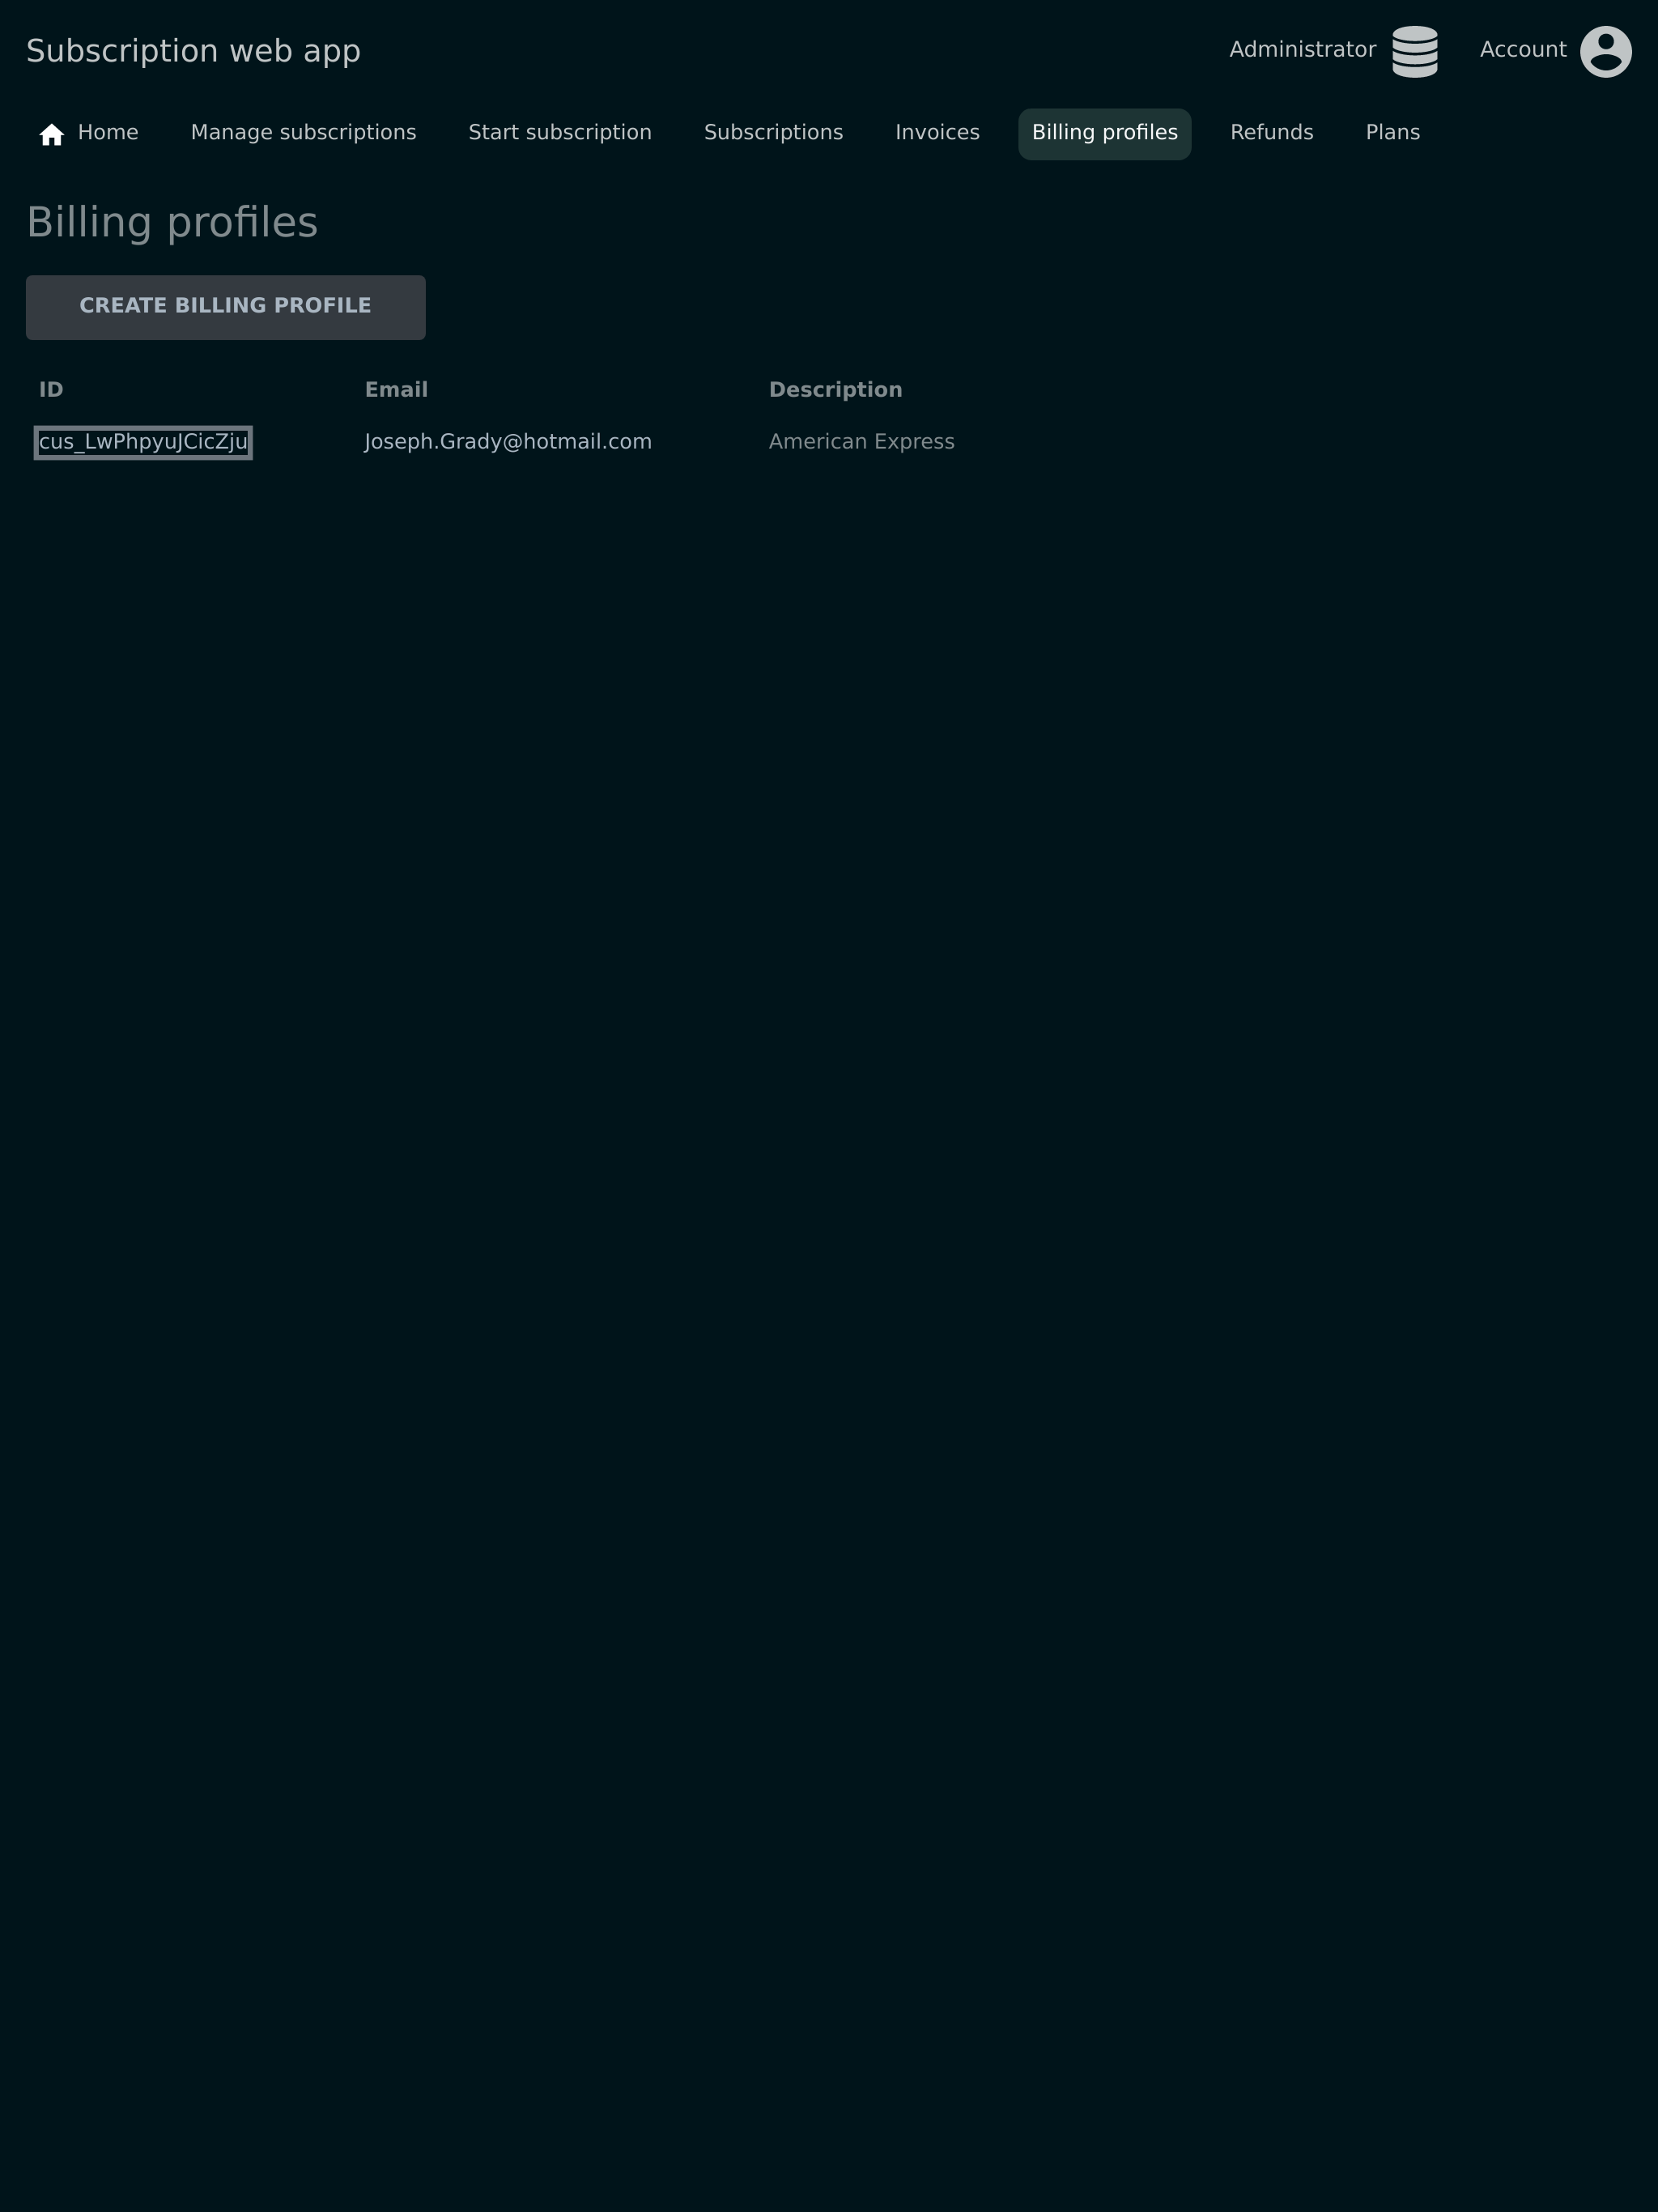 Subscription web app
Administrator
Account
Home
Manage subscriptions
Start subscription
Subscriptions
Invoices
Billing profiles
Refunds
Plans
Billing profiles
CREATE BILLING PROFILE
ID Email Description
cus_LwPhpyuJCicZju Joseph.Grady@hotmail.com American Express